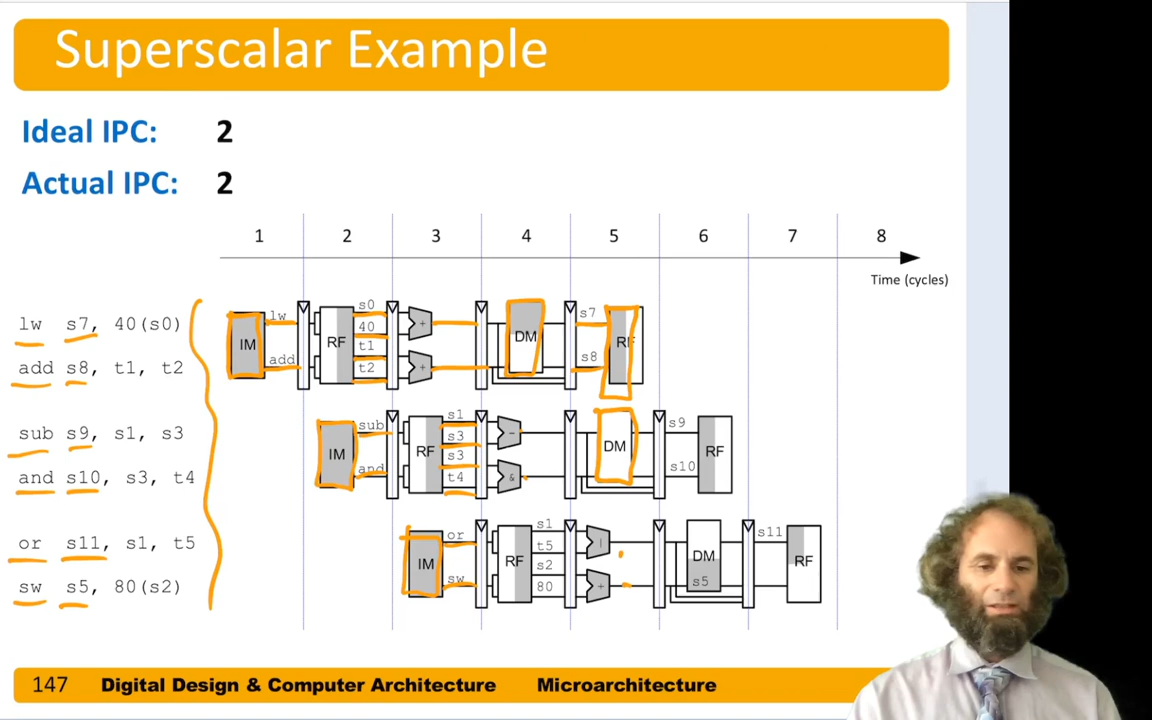 Superscalar Example
Ideal IPC: 2
Actual IPC: 2
1 2 3 4 5 6 7 8
Time (cycles)
lw s7, 40(s0)
add s8, t1, t2
sub s9, s1, s3
and s10, s3, t4
or s11, s1, t5
sw s5, 80(s2)
IM lw add RF s0 40 t1 t2 + + DM s7 s8 RF
IM sub and RF s1 s3 s3 t4 - & DM s9 s10 RF
IM or sw RF s1 t5 s2 80 | + DM s5 s11 RF
147 Digital Design & Computer Architecture Microarchitecture